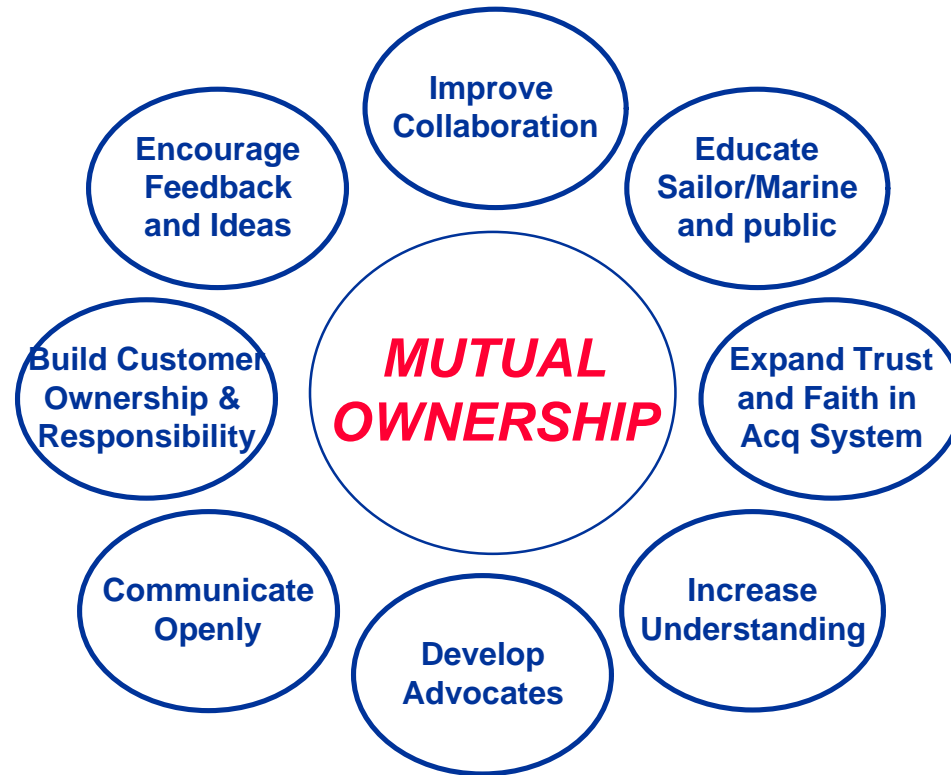 Improve
Collaboration
Encourage
Feedback
and Ideas
Educate
Sailor/Marine
and public
Build Customer
Ownership &
Responsibility
MUTUAL
OWNERSHIP
Expand Trust
and Faith in
Acq System
Communicate
Openly
Increase
Understanding
Develop
Advocates